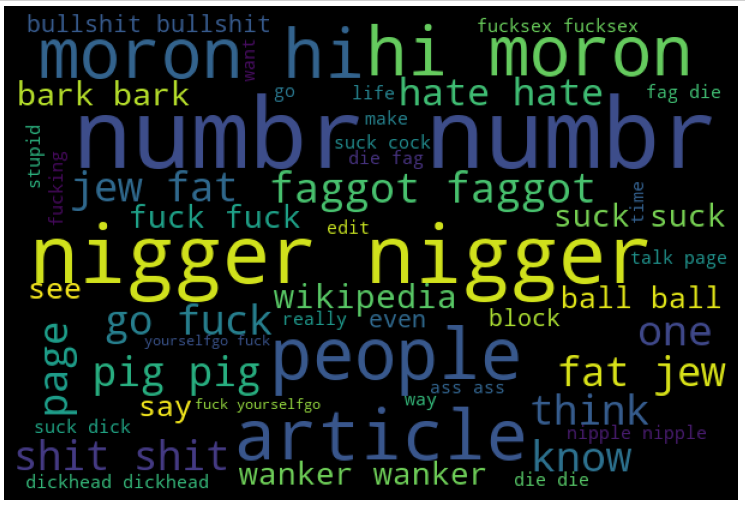 bullshit bullshit
fucksex fucksex
moron hi
hi moron
want
bark bark
go
life
hate hate
fag die
numbr numbr
make
suck cock
die fag
stupid
fucking
jew fat
faggot faggot
time
fuck fuck
suck suck
edit
nigger nigger
talk page
see
wikipedia
ball ball
go fuck
really
even
block
one
page
yourselfgo fuck
people
pig pig
fat jew
ass ass
say
fuck yourselfgo
way
think
suck dick
article
nipple nipple
shit shit
know
wanker wanker
dickhead dickhead
die die